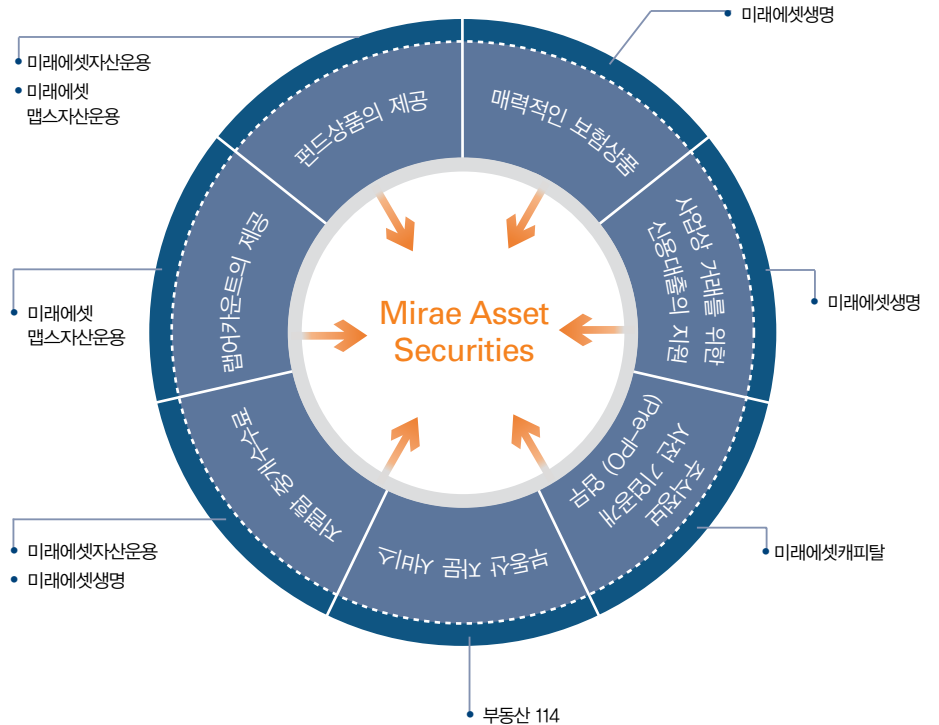 미래에셋생명
미래에셋자산운용
미래에셋
맵스자산운용
펀드상품의 제공
매력적인 보험상품
사업상 거래를 위한
신용대출의 지원
랩어카운트의 제공
미래에셋생명
미래에셋
맵스자산운용
Mirae Asset
Securities
저렴한 중개수수료
주식정보
사전 기업공개
(Pre-IPO) 업무
부동산 자문 서비스
미래에셋자산운용
미래에셋생명
미래에셋캐피탈
부동산 114